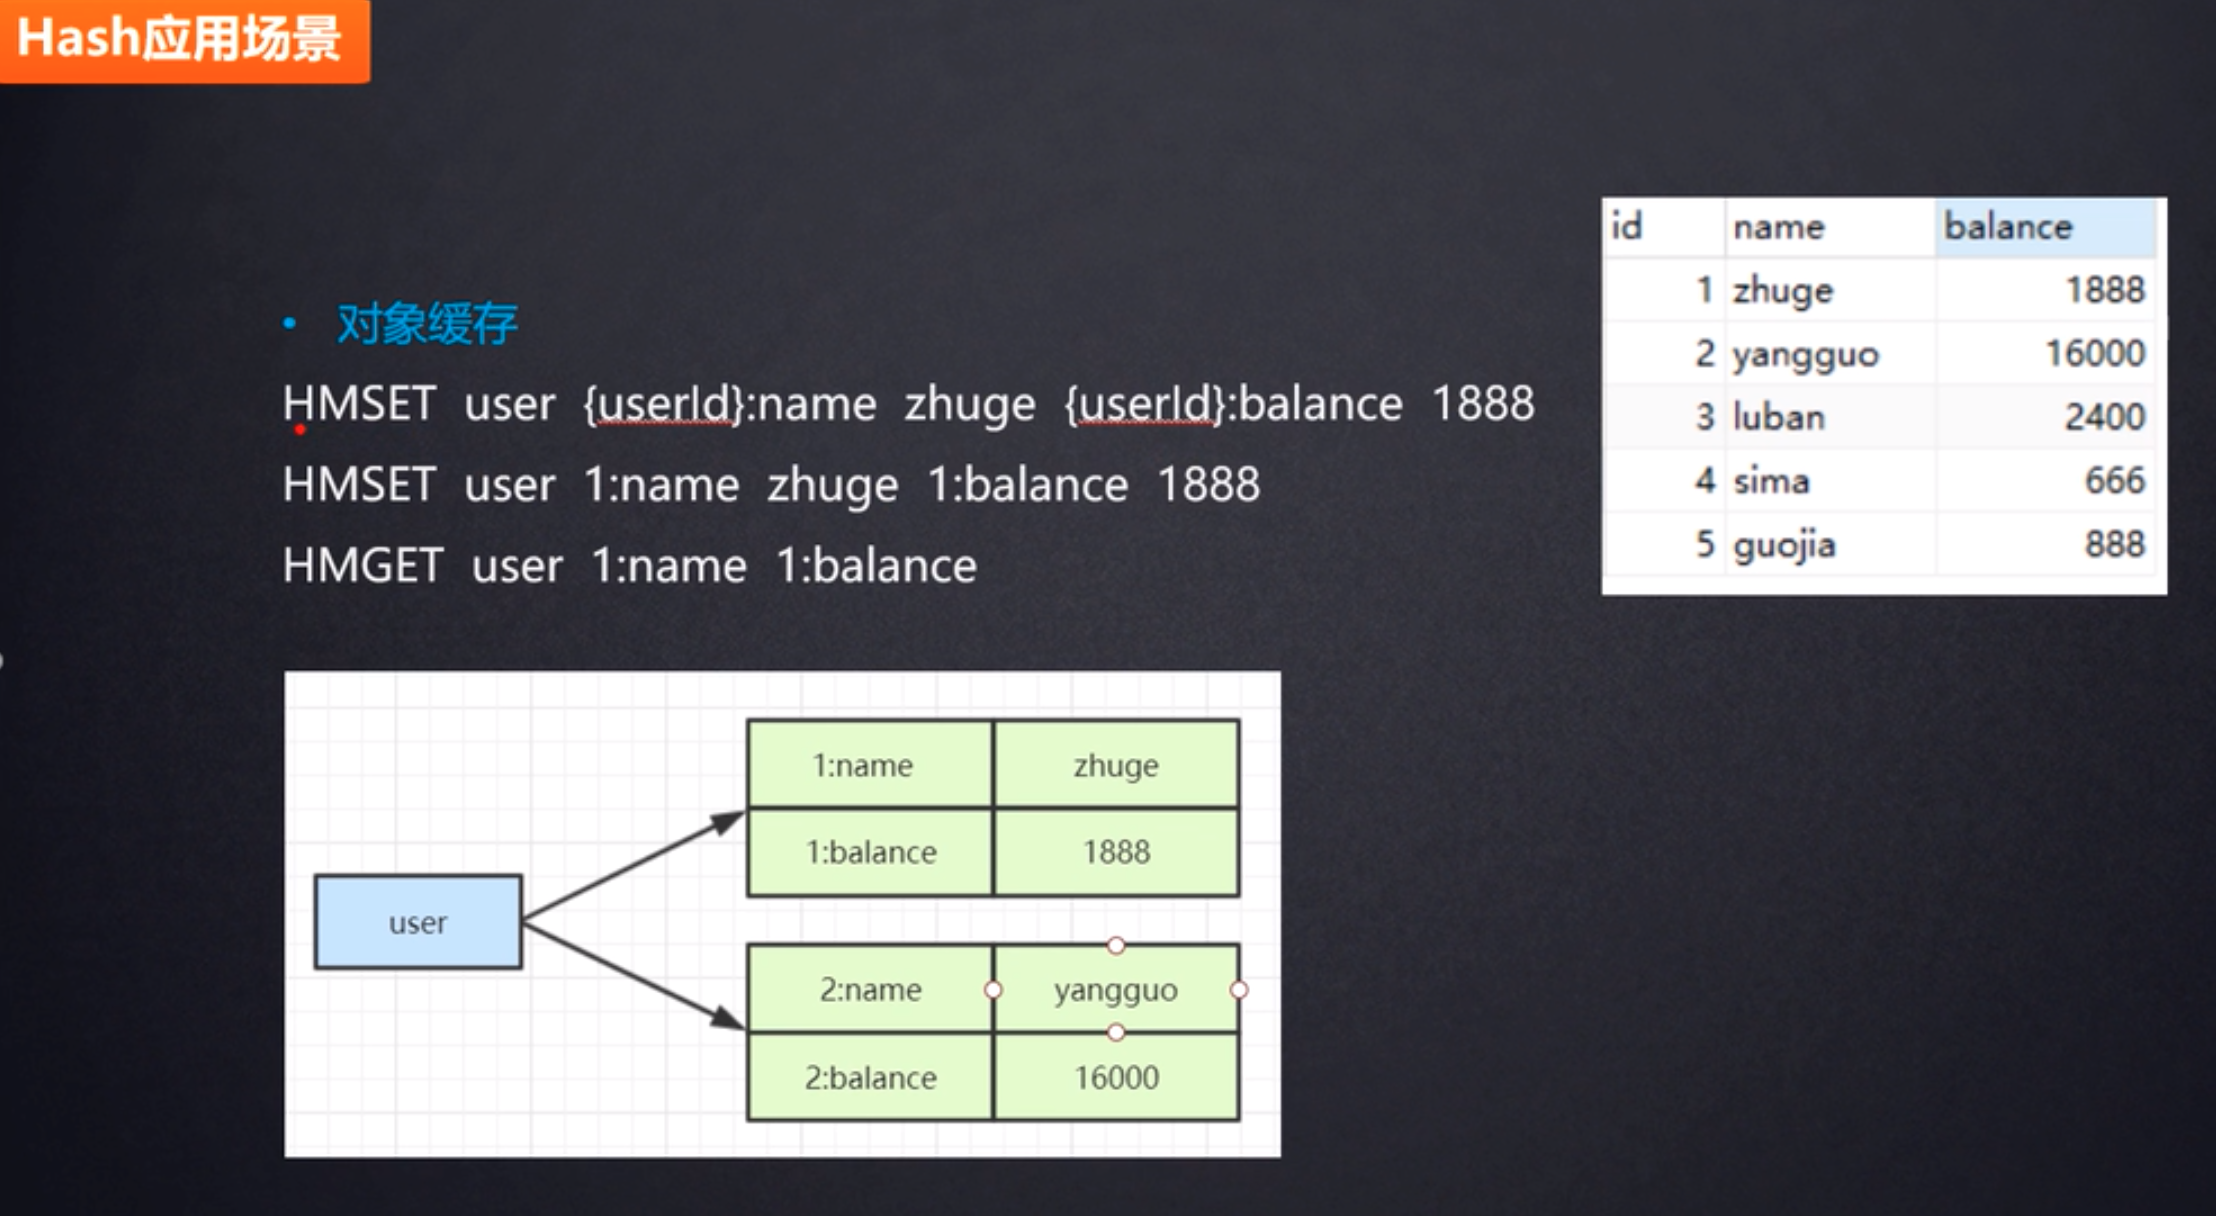 Hash应用场景
• 对象缓存
HMSET user {userId}:name zhuge {userId}:balance 1888
HMSET user 1:name zhuge 1:balance 1888
HMGET user 1:name 1:balance
id name balance
1 zhuge 1888
2 yangguo 16000
3 luban 2400
4 sima 666
5 guojia 888
user
1:name zhuge
1:balance 1888
2:name yangguo
2:balance 16000